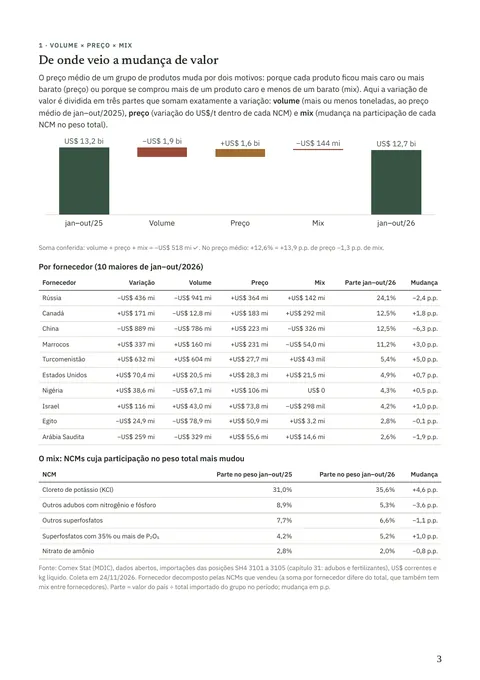 1 · VOLUME × PREÇO × MIX
De onde veio a mudança de valor
O preço médio de um grupo de produtos muda por dois motivos: porque cada produto ficou mais caro ou mais
barato (preço) ou porque se comprou mais de um produto caro e menos de um barato (mix). Aqui a variação de
valor é dividida em três partes que somam exatamente a variação: volume (mais ou menos toneladas, ao preço
médio de jan–out/2025), preço (variação do US$/t dentro de cada NCM) e mix (mudança na participação de cada
NCM no peso total).
US$ 13,2 bi −US$ 1,9 bi +US$ 1,6 bi −US$ 144 mi US$ 12,7 bi
jan–out/25 Volume Preço Mix jan–out/26
Soma conferida: volume + preço + mix = −US$ 518 mi ✓. No preço médio: +12,6% = +13,9 p.p. de preço −1,3 p.p. de mix.
Por fornecedor (10 maiores de jan–out/2026)
Fornecedor Variação Volume Preço Mix Parte jan–out/26 Mudança
Rússia −US$ 436 mi −US$ 941 mi +US$ 364 mi +US$ 142 mi 24,1% −2,4 p.p.
Canadá +US$ 171 mi −US$ 12,8 mi +US$ 183 mi +US$ 292 mil 12,5% +1,8 p.p.
China −US$ 889 mi −US$ 786 mi +US$ 223 mi −US$ 326 mi 12,5% −6,3 p.p.
Marrocos +US$ 337 mi +US$ 160 mi +US$ 231 mi −US$ 54,0 mi 11,2% +3,0 p.p.
Turcomenistão +US$ 632 mi +US$ 604 mi +US$ 27,7 mi +US$ 43 mil 5,4% +5,0 p.p.
Estados Unidos +US$ 70,4 mi +US$ 20,5 mi +US$ 28,3 mi +US$ 21,5 mi 4,9% +0,7 p.p.
Nigéria +US$ 38,6 mi −US$ 67,1 mi +US$ 106 mi US$ 0 4,3% +0,5 p.p.
Israel +US$ 116 mi +US$ 43,0 mi +US$ 73,8 mi −US$ 298 mil 4,2% +1,0 p.p.
Egito −US$ 24,9 mi −US$ 78,9 mi +US$ 50,9 mi +US$ 3,2 mi 2,8% −0,1 p.p.
Arábia Saudita −US$ 259 mi −US$ 329 mi +US$ 55,6 mi +US$ 14,6 mi 2,6% −1,9 p.p.
O mix: NCMs cuja participação no peso total mais mudou
NCM Parte no peso jan–out/25 Parte no peso jan–out/26 Mudança
Cloreto de potássio (KCl) 31,0% 35,6% +4,6 p.p.
Outros adubos com nitrogênio e fósforo 8,9% 5,3% −3,6 p.p.
Outros superfosfatos 7,7% 6,6% −1,1 p.p.
Superfosfatos com 35% ou mais de P₂O₅ 4,2% 5,2% +1,0 p.p.
Nitrato de amônio 2,8% 2,0% −0,8 p.p.
Fonte: Comex Stat (MDIC), dados abertos, importações das posições SH4 3101 a 3105 (capítulo 31: adubos e fertilizantes), US$ correntes e
kg líquido. Coleta em 24/11/2026. Fornecedor decomposto pelas NCMs que vendeu (a soma por fornecedor difere do total, que também tem
mix entre fornecedores). Parte = valor do país ÷ total importado do grupo no período; mudança em p.p.
3